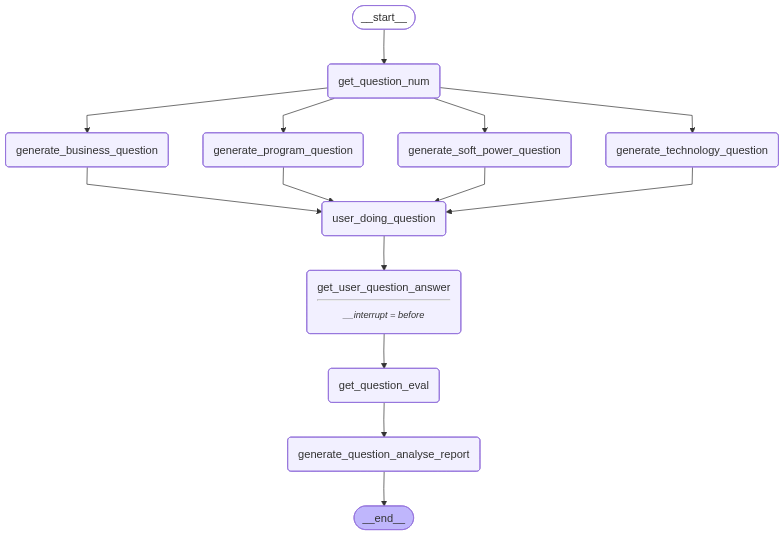 __start__
get_question_num
generate_business_question
generate_program_question
generate_soft_power_question
generate_technology_question
user_doing_question
get_user_question_answer
__interrupt = before
get_question_eval
generate_question_analyse_report
__end__